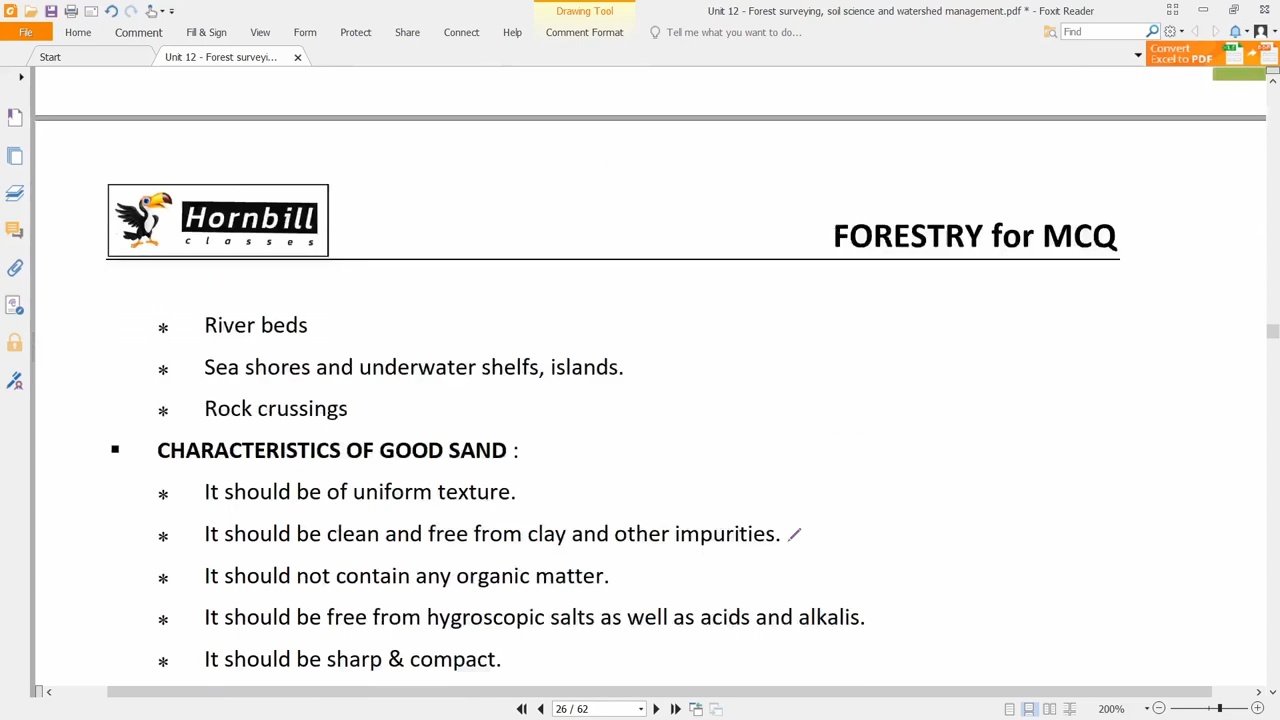 Drawing Tool
Unit 12 - Forest surveying, soil science and watershed management.pdf * - Foxit Reader
File Home Comment Fill & Sign View Form Protect Share Connect Help Comment Format Tell me what you want to do... Find
Start Unit 12 - Forest surveyi...
Convert
Excel to PDF
Hornbill
classes
FORESTRY for MCQ
* River beds
* Sea shores and underwater shelfs, islands.
* Rock crussings
▪ CHARACTERISTICS OF GOOD SAND :
* It should be of uniform texture.
* It should be clean and free from clay and other impurities.
* It should not contain any organic matter.
* It should be free from hygroscopic salts as well as acids and alkalis.
* It should be sharp & compact.
26 / 62
200%